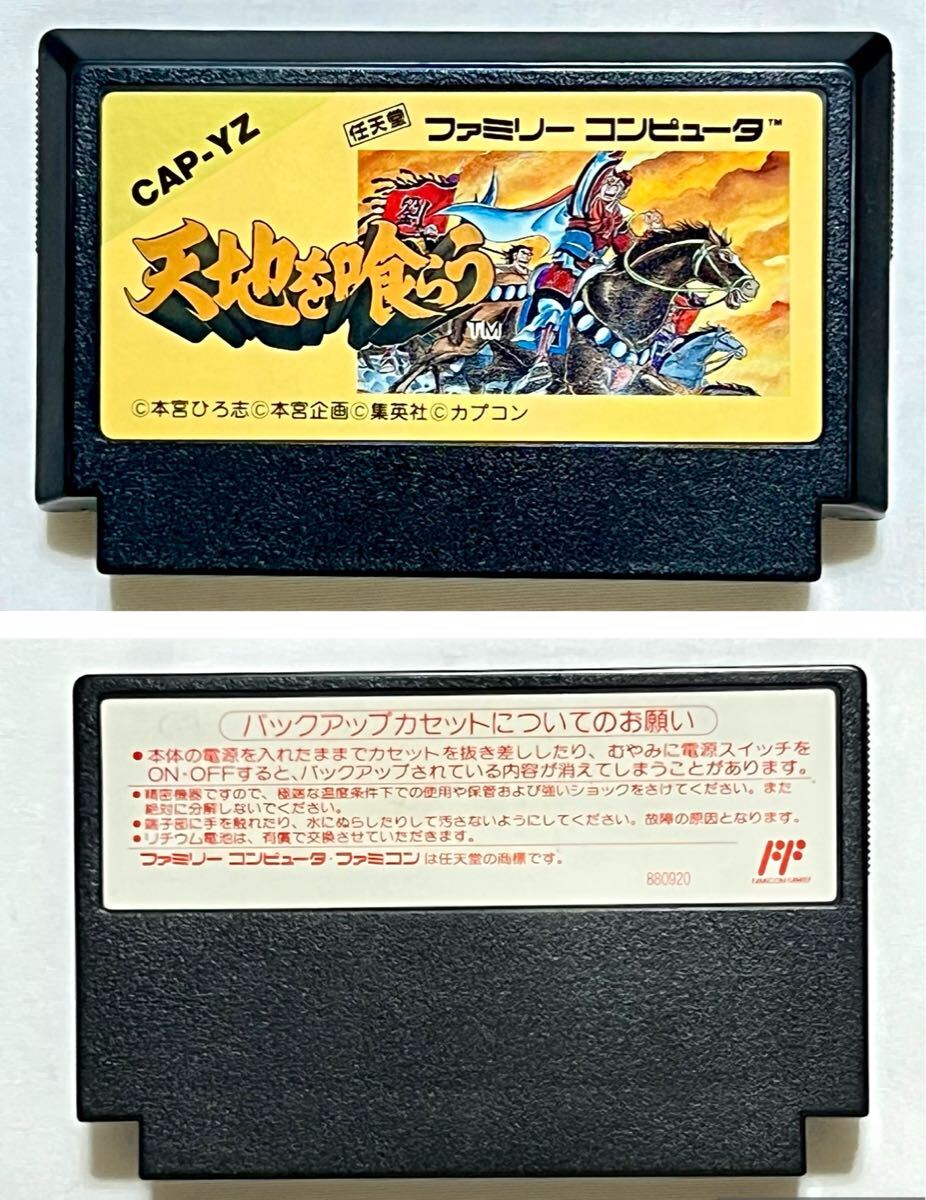 CAP-YZ
任天堂 ファミリー コンピュータ™
劉
天地を喰らう
TM
©本宮ひろ志©本宮企画©集英社©カプコン
バックアップカセットについてのお願い
●本体の電源を入れたままでカセットを抜き差ししたり、むやみに電源スイッチを
ON・OFFすると、バックアップされている内容が消えてしまうことがあります。
●精密機器ですので、極端な温度条件下での使用や保管および強いショックをさけてください。また
絶対に分解しないでください。
●端子部に手を触れたり、水にぬらしたりして汚さないようにしてください。故障の原因となります。
●リチウム電池は、有償で交換させていただきます。
ファミリー コンピュータ・ファミコン は任天堂の商標です。
FF
FAMICOM FAMILY
880920